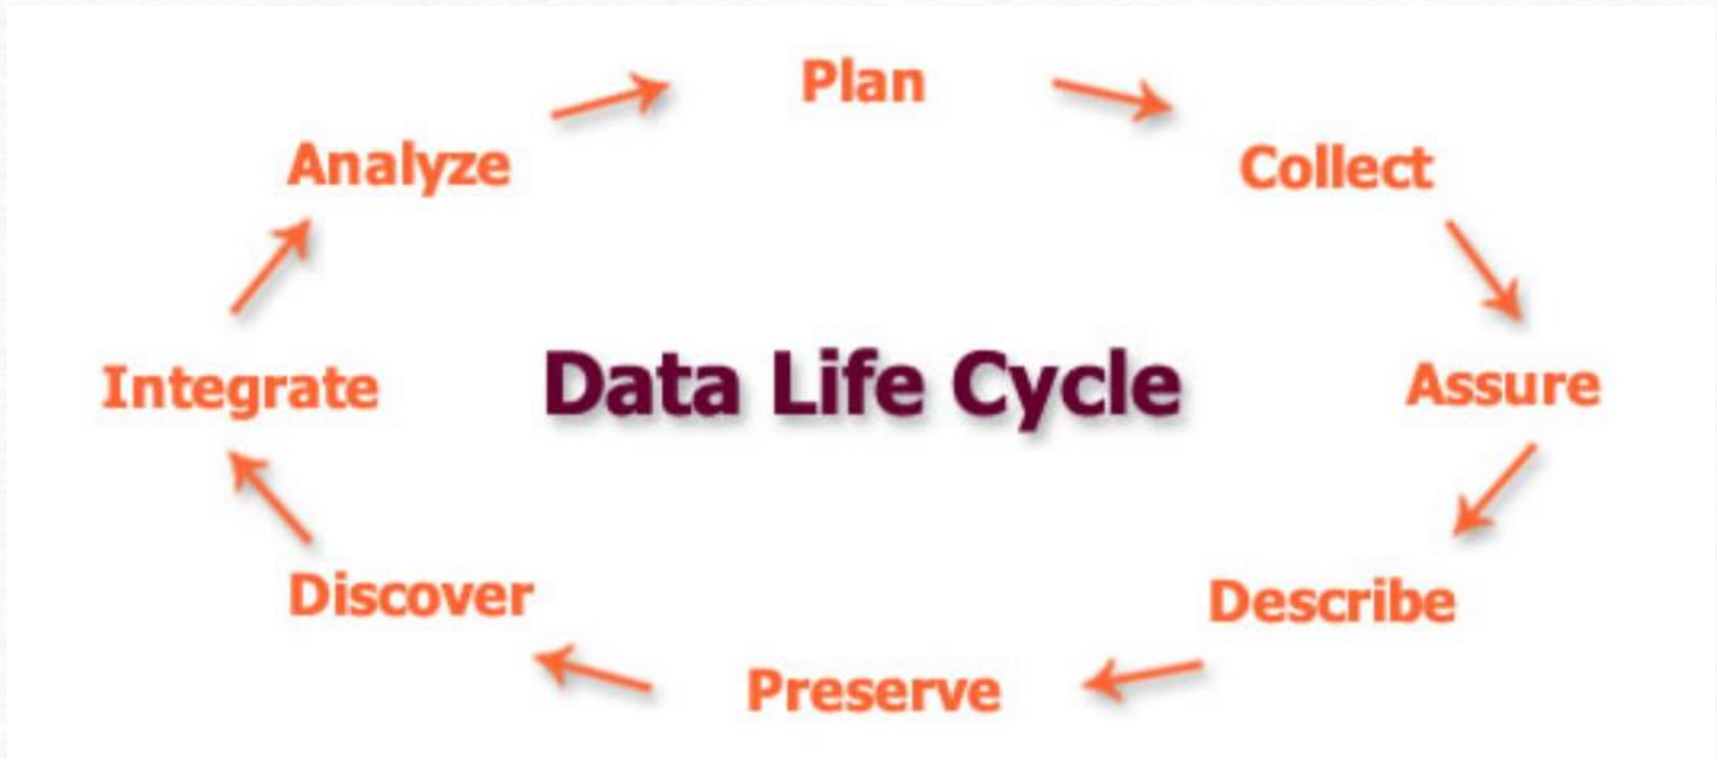 Plan
Collect
Assure
Describe
Preserve
Discover
Integrate
Analyze
Data Life Cycle